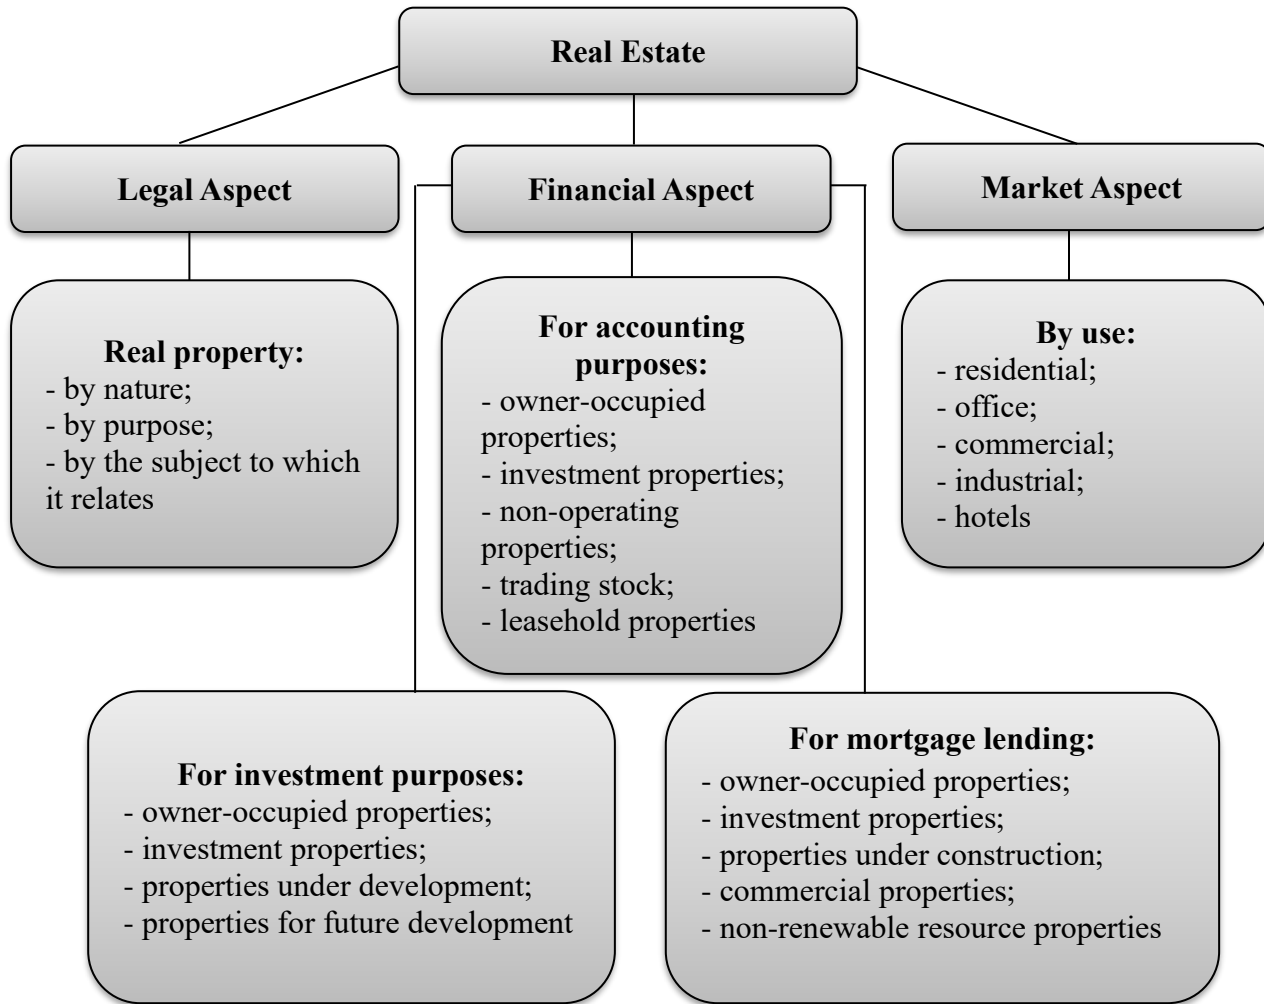 Real Estate
Legal Aspect
Financial Aspect
Market Aspect
Real property:
- by nature;
- by purpose;
- by the subject to which
it relates
For accounting
purposes:
- owner-occupied
properties;
- investment properties;
- non-operating
properties;
- trading stock;
- leasehold properties
By use:
- residential;
- office;
- commercial;
- industrial;
- hotels
For investment purposes:
- owner-occupied properties;
- investment properties;
- properties under development;
- properties for future development
For mortgage lending:
- owner-occupied properties;
- investment properties;
- properties under construction;
- commercial properties;
- non-renewable resource properties